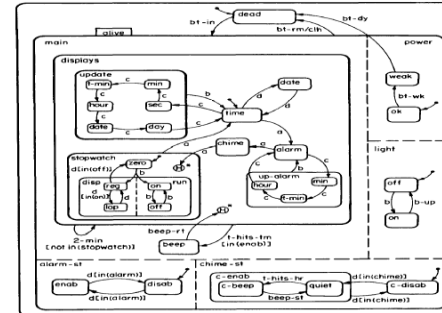 dead
bt-in
bt-rm/clh
bt-dy
alive
main
power
displays
update
t-min
c
min
c
c
b
date
a
d
weak
hour
sec
c
time
bt-wk
c
c
date
day
c
a
ok
a
chime
a
alarm
light
stopwatch
zero
H*
d[in(off)]
b
c
b
c
up-alarm
off
disp
reg
on
run
hour
min
d
[in(on)]
d
b
b
c
t-min
c
b
b-up
lap
off
on
H*
2-min
[not in(stopwatch)]
beep-rt
beep
t-hits-tm
[in(enab)]
alarm-st
chime-st
d[in(alarm)]
c-enab
t-hits-hr
d[in(chime)]
enab
disab
c-beep
quiet
c-disab
d[in(alarm)]
beep-st
d[in(chime)]